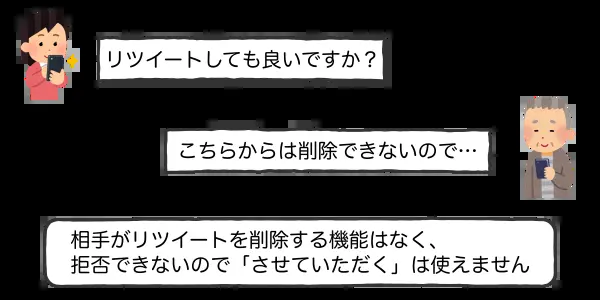 リツイートしても良いですか？
こちらからは削除できないので…
相手がリツイートを削除する機能はなく、
拒否できないので「させていただく」は使えません